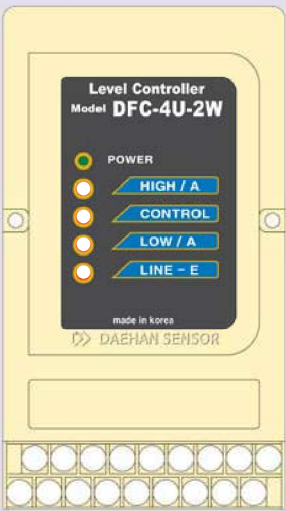 Level Controller
Model DFC-4U-2W
POWER
HIGH / A
CONTROL
LOW / A
LINE - E
made in korea
DAEHAN SENSOR